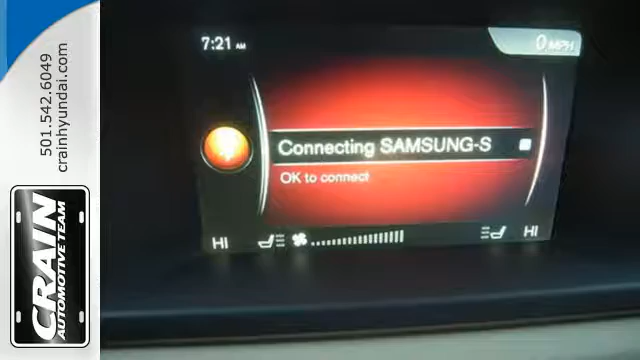 501.542.6049
crainhyundai.com
CRAIN
AUTOMOTIVE TEAM
7:21 AM
0 MPH
Connecting SAMSUNG-S
OK to connect
HI
HI